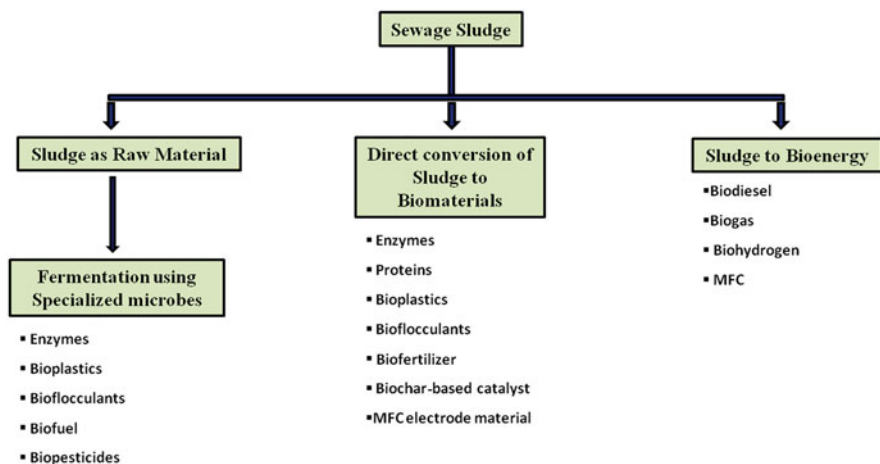 Sewage Sludge
Sludge as Raw Material
Fermentation using
Specialized microbes
▪ Enzymes
▪ Bioplastics
▪ Bioflocculants
▪ Biofuel
▪ Biopesticides
Direct conversion of
Sludge to
Biomaterials
▪ Enzymes
▪ Proteins
▪ Bioplastics
▪ Bioflocculants
▪ Biofertilizer
▪ Biochar-based catalyst
▪MFC electrode material
Sludge to Bioenergy
▪Biodiesel
▪Biogas
▪ Biohydrogen
▪ MFC